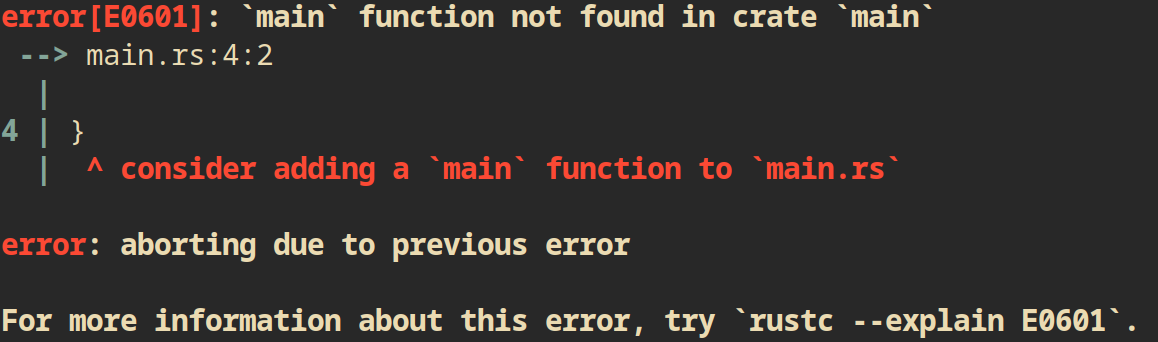 error[E0601]: `main` function not found in crate `main`
 --> main.rs:4:2
  |
4 | }
  |  ^ consider adding a `main` function to `main.rs`
error: aborting due to previous error
For more information about this error, try `rustc --explain E0601`.